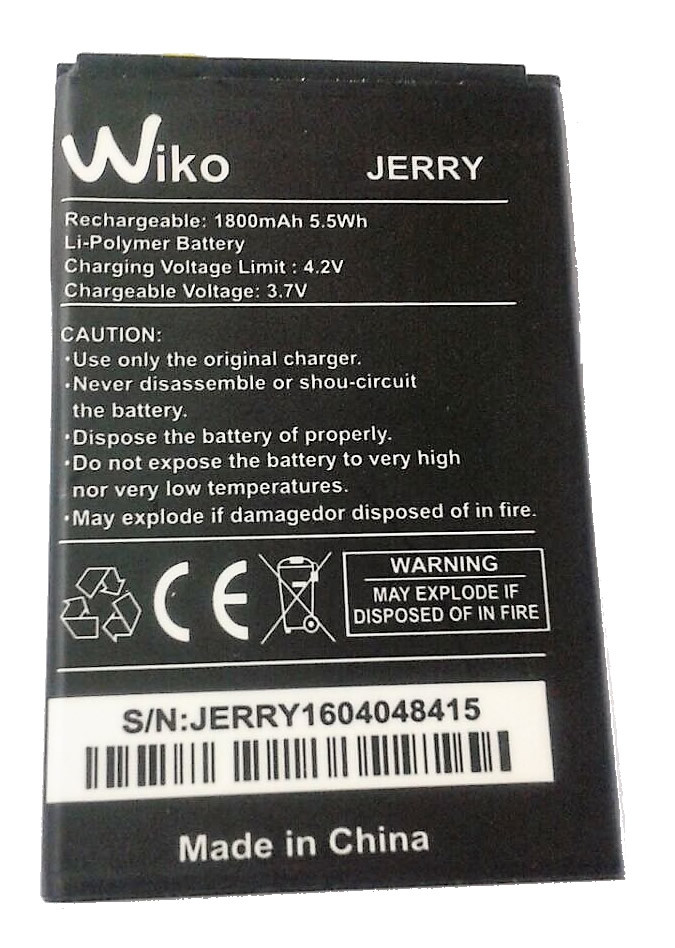 Wiko JERRY
Rechargeable: 1800mAh 5.5Wh
Li-Polymer Battery
Charging Voltage Limit : 4.2V
Chargeable Voltage: 3.7V
CAUTION:
·Use only the original charger.
·Never disassemble or shou-circuit
the battery.
·Dispose the battery of properly.
·Do not expose the battery to very high
nor very low temperatures.
·May explode if damagedor disposed of in fire.
CE
WARNING
MAY EXPLODE IF
DISPOSED OF IN FIRE
S/N:JERRY1604048415
Made in China